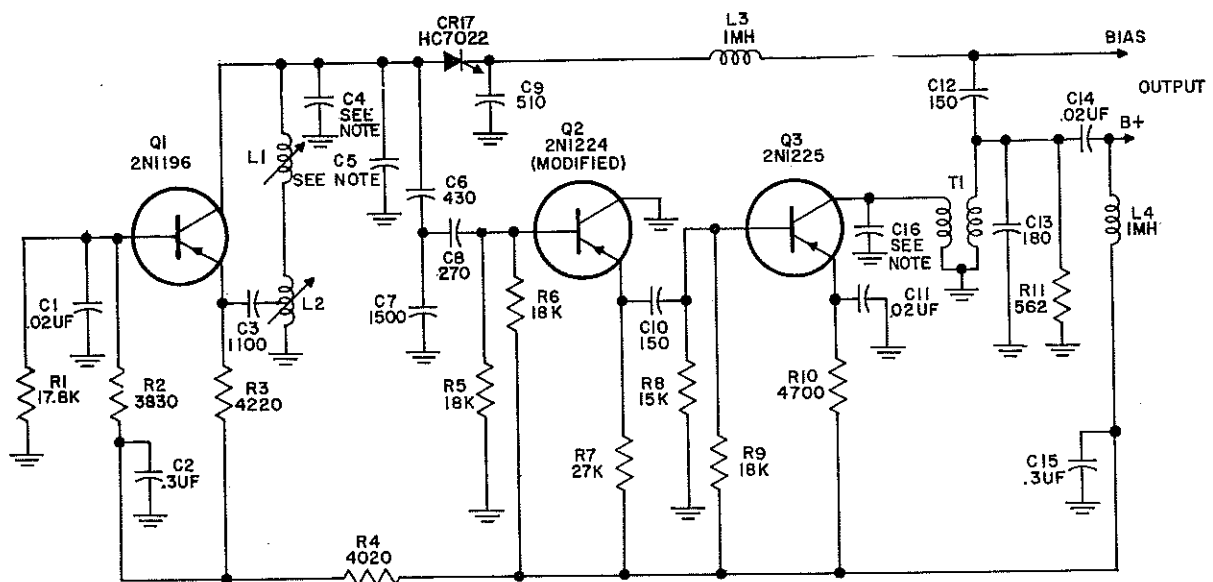 CR17
HC7022
L3
1MH
BIAS
C4
SEE
NOTE
C9
510
C12
150
OUTPUT
C14
.02UF
B+
Q1
2N1196
L1
C5
SEE NOTE
Q2
2N1224
(MODIFIED)
Q3
2N1225
C6
430
T1
C16
SEE
NOTE
C13
180
L4
1MH
C8
270
C1
.02UF
L2
C3
1100
C7
1500
R6
18K
C10
150
C11
.02UF
R11
562
R1
17.8K
R2
3830
R3
4220
R5
18K
R8
15K
R10
4700
R7
27K
R9
18K
C2
.3UF
C15
.3UF
R4
4020